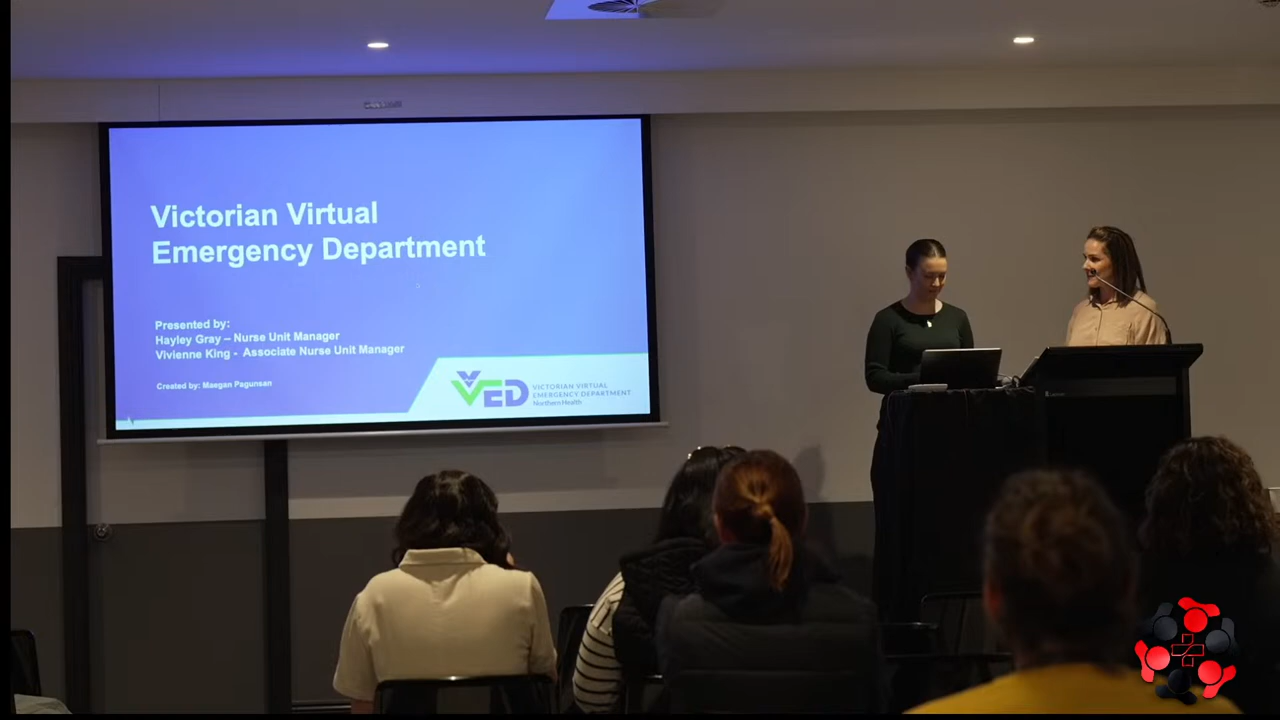 Victorian Virtual
Emergency Department
Presented by:
Hayley Gray – Nurse Unit Manager
Vivienne King - Associate Nurse Unit Manager
Created by: Maegan Pagunsan
VED
VICTORIAN VIRTUAL
EMERGENCY DEPARTMENT
Northern Health